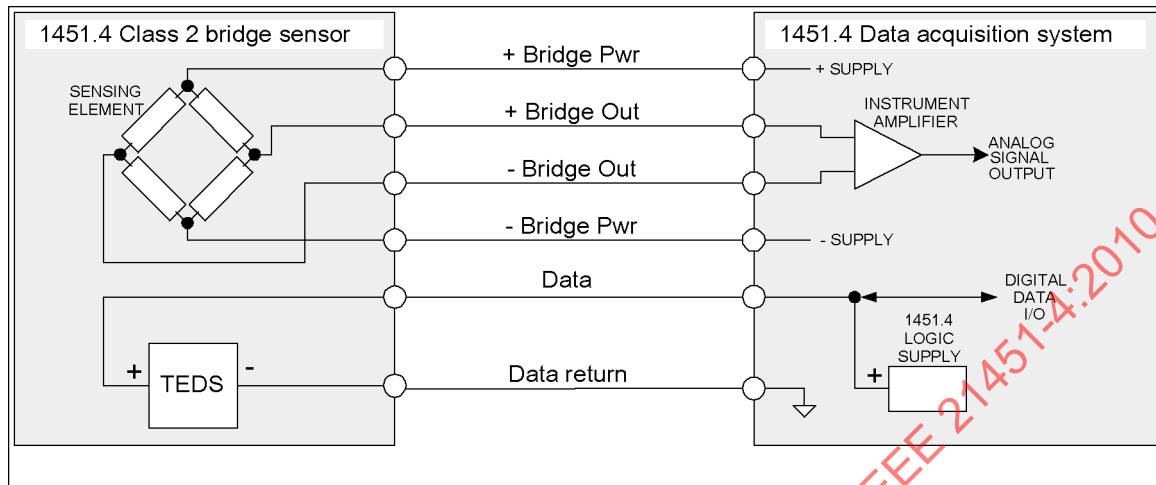 1451.4 Class 2 bridge sensor
SENSING
ELEMENT
+ Bridge Pwr
+ Bridge Out
- Bridge Out
- Bridge Pwr
Data
Data return
+ TEDS -
1451.4 Data acquisition system
+ SUPPLY
INSTRUMENT
AMPLIFIER
ANALOG
SIGNAL
OUTPUT
- SUPPLY
DIGITAL
DATA
I/O
1451.4
LOGIC
SUPPLY
+
EEE 21451-4:2010